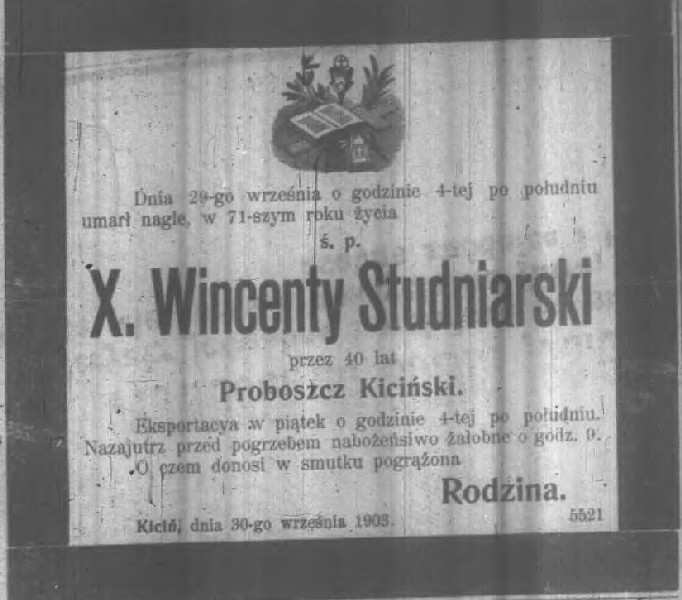 Dnia 29-go września o godzinie 4-tej po południu
umarł nagle, w 71-szym roku życia
ś. p.
X. Wincenty Studniarski
przez 40 lat
Proboszcz Kiciński.
Eksportacya w piątek o godzinie 4-tej po południu.
Nazajutrz przed pogrzebem nabożeństwo żałobne o godz. 9.
O czem donosi w smutku pogrążona
Rodzina.
Kiciń, dnia 30-go września 1903.
5521